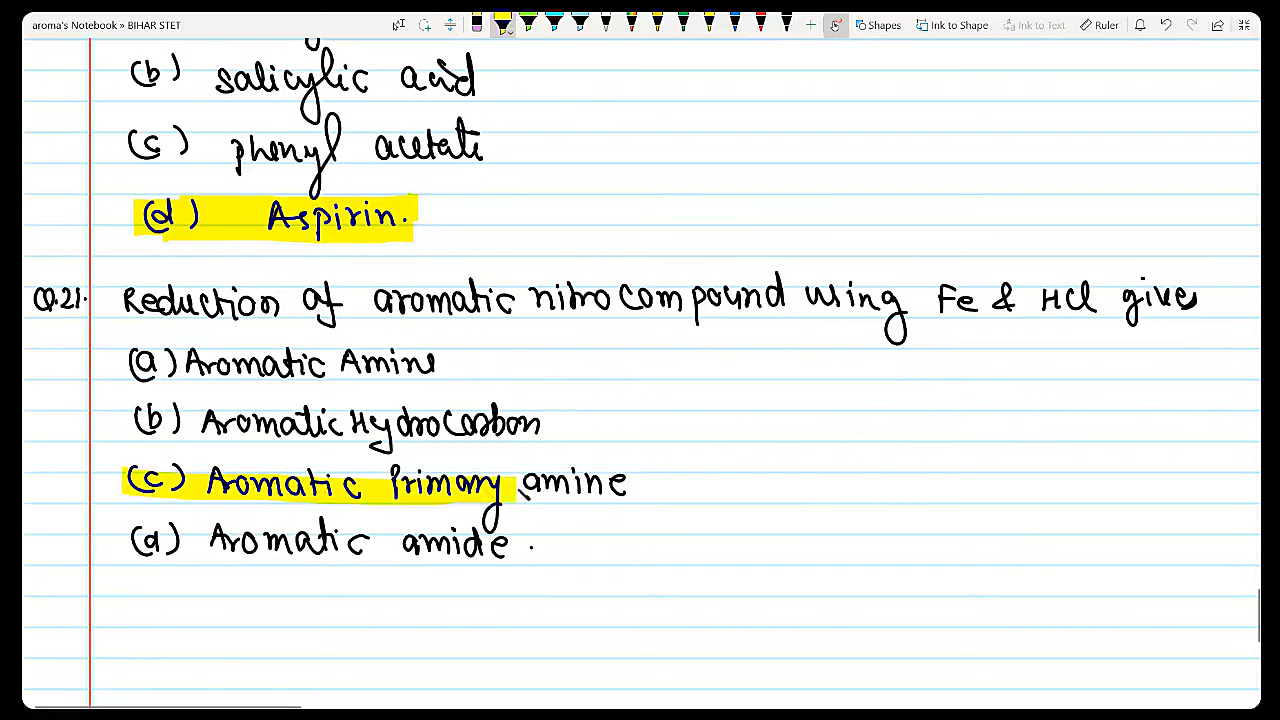 aroma's Notebook » BIHAR STET
Shapes
Ink to Shape
Ink to Text
Ruler
(b) salicylic acid
(c) phenyl acetate
(d) Aspirin.
Q.21. Reduction of aromatic nitro compound using Fe & HCl gives
(a) Aromatic Amine
(b) Aromatic Hydrocarbon
(c) Aromatic Primary amine
(d) Aromatic amide.